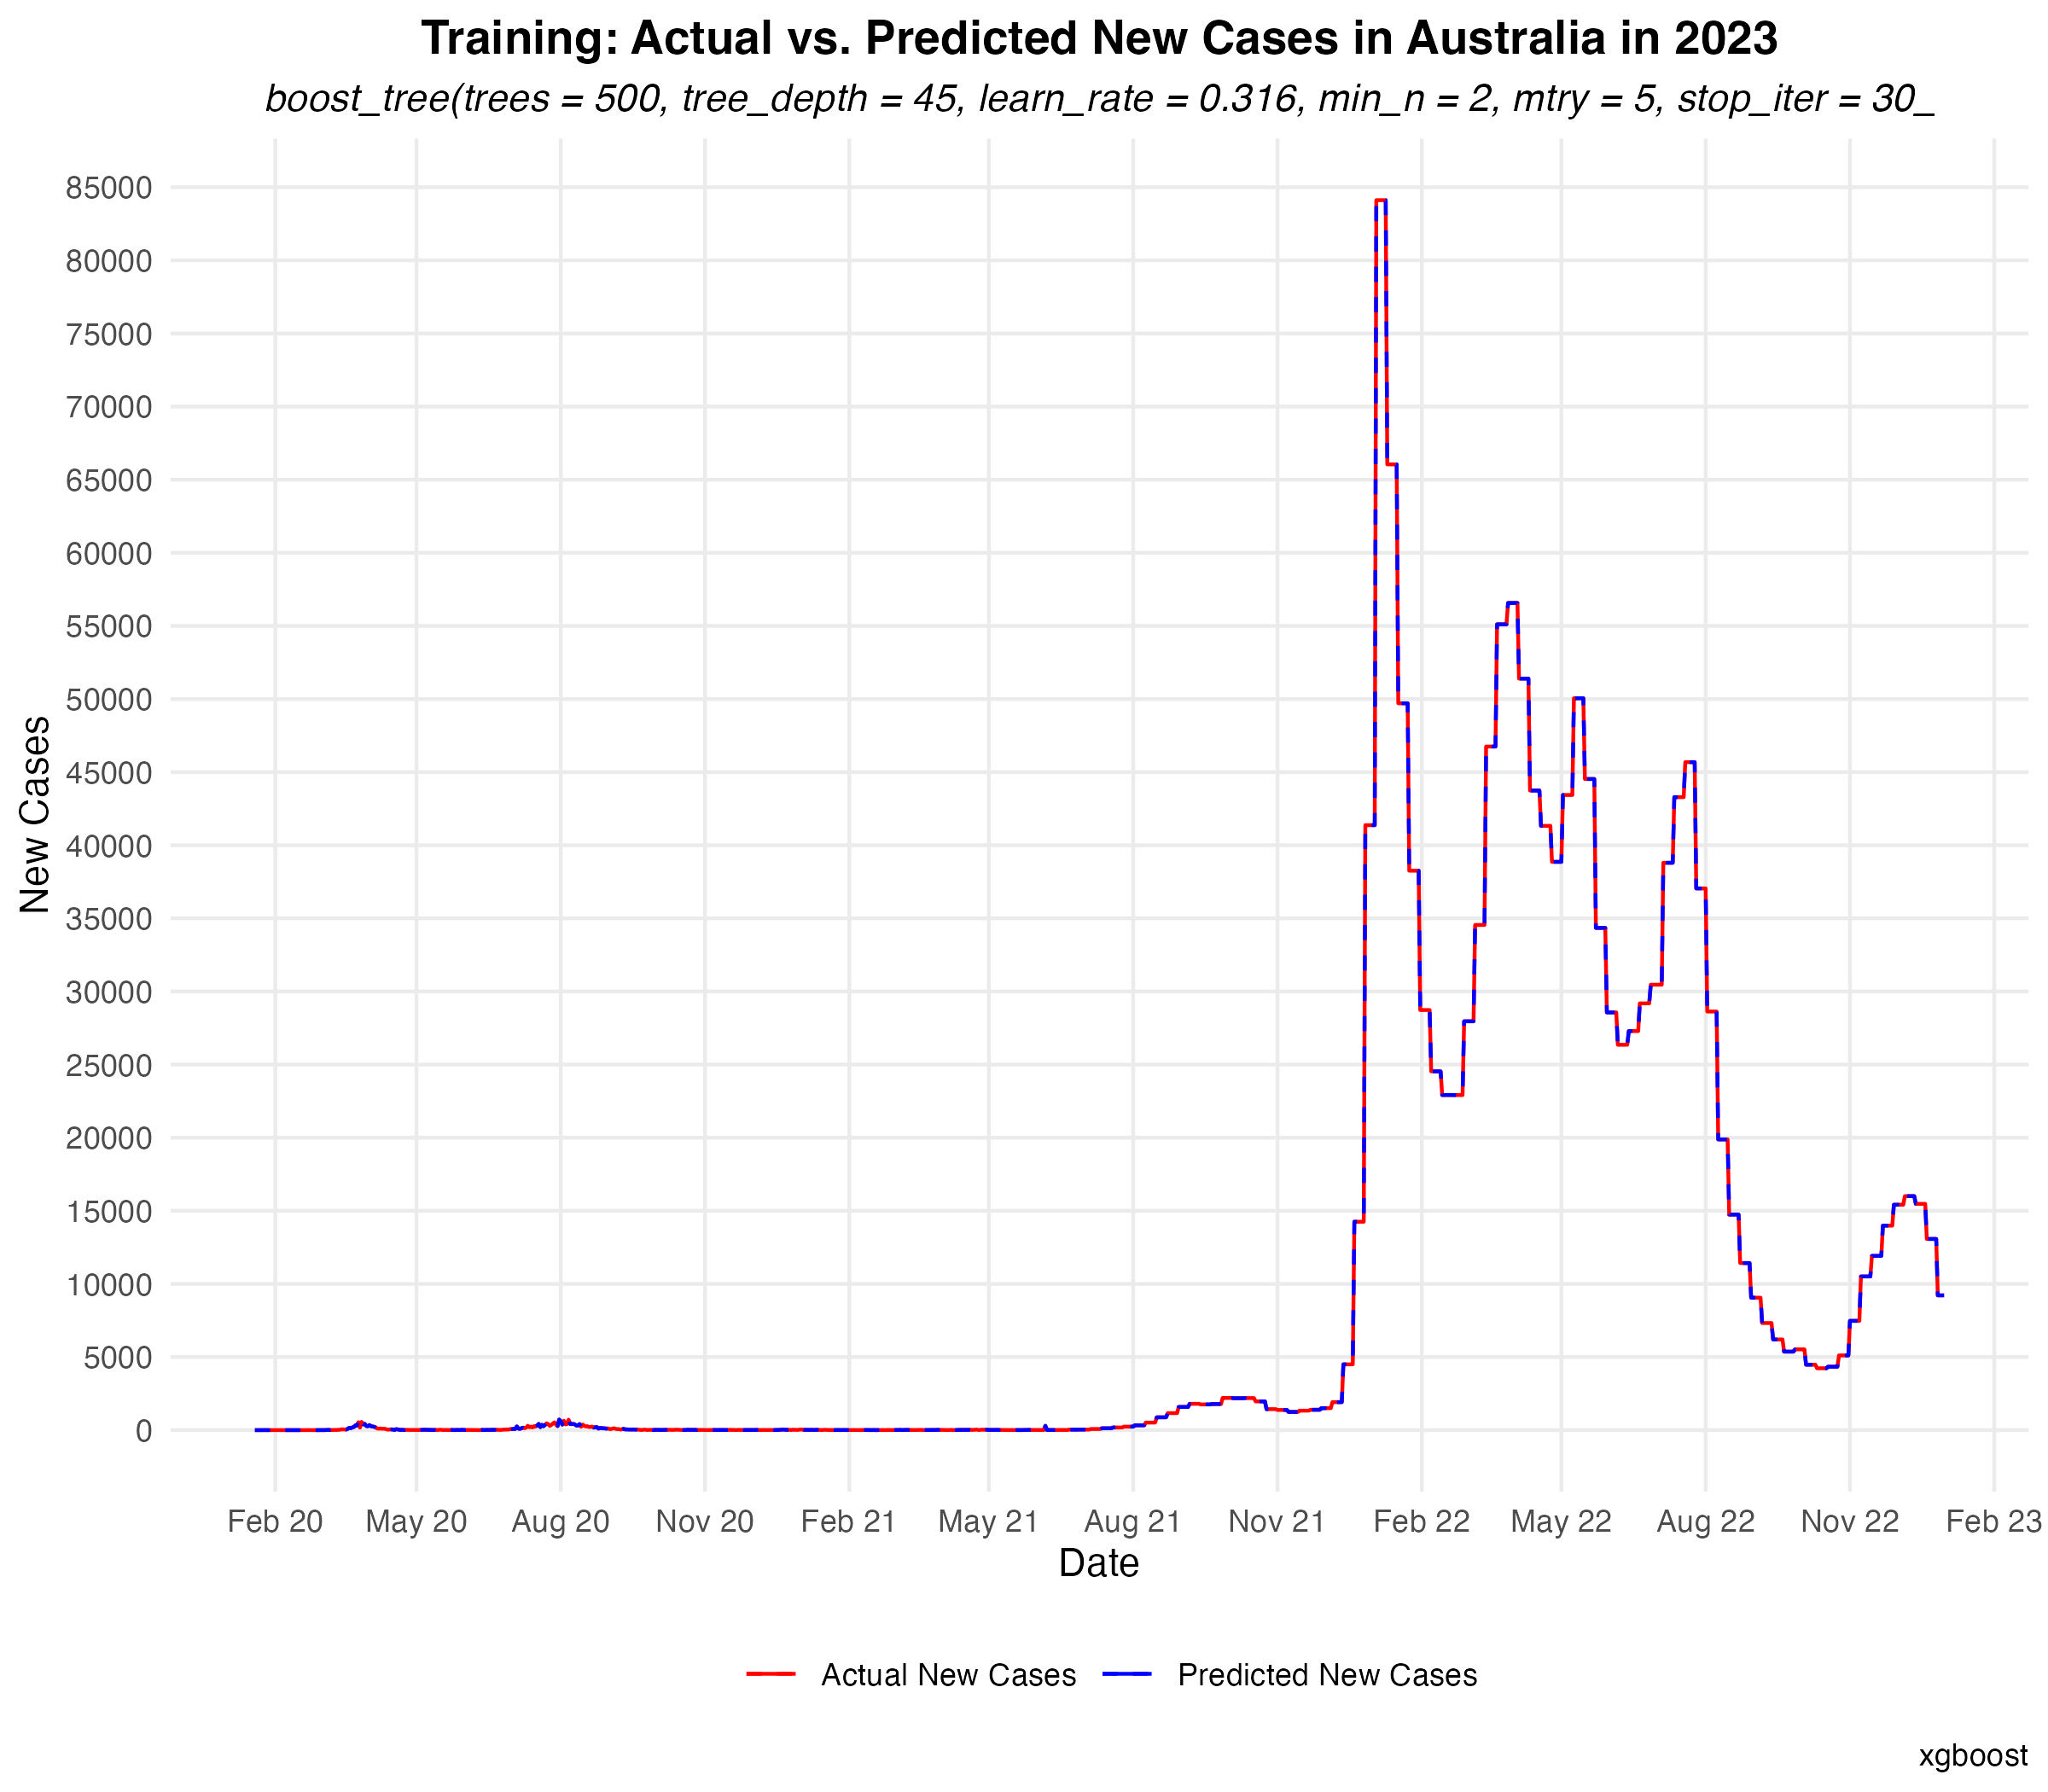 Training: Actual vs. Predicted New Cases in Australia in 2023
boost_tree(trees = 500, tree_depth = 45, learn_rate = 0.316, min_n = 2, mtry = 5, stop_iter = 30_
New Cases
85000
80000
75000
70000
65000
60000
55000
50000
45000
40000
35000
30000
25000
20000
15000
10000
5000
0
Feb 20 May 20 Aug 20 Nov 20 Feb 21 May 21 Aug 21 Nov 21 Feb 22 May 22 Aug 22 Nov 22 Feb 23
Date
Actual New Cases Predicted New Cases
xgboost